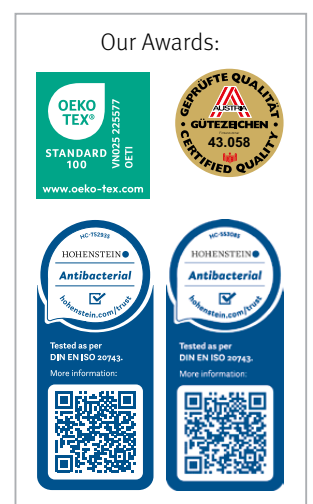 Our Awards:
OEKO
TEX®
STANDARD
100
VN025 225577
OETI
www.oeko-tex.com
GEPRÜFTE QUALITÄT
AUSTRIA
GÜTEZEICHEN
43.058
CERTIFIED QUALITY
HC-152935
HOHENSTEIN
Antibacterial
hohenstein.com/trust
Tested as per
DIN EN ISO 20743.
More information:
HC-553085
HOHENSTEIN
Antibacterial
hohenstein.com/trust
Tested as per
DIN EN ISO 20743.
More information: